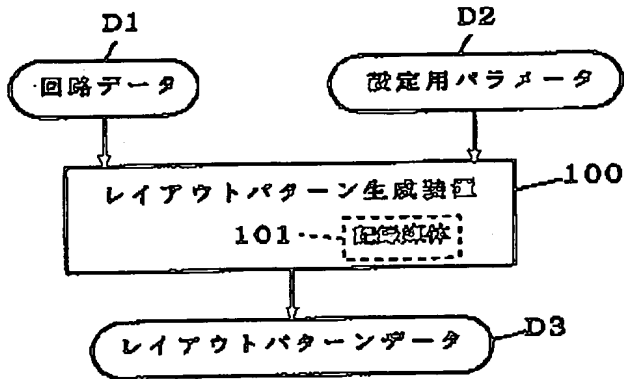 D1
D2
回路データ
設定用パラメータ
レイアウトパターン生成装置
100
101
記録媒体
レイアウトパターンデータ
D3